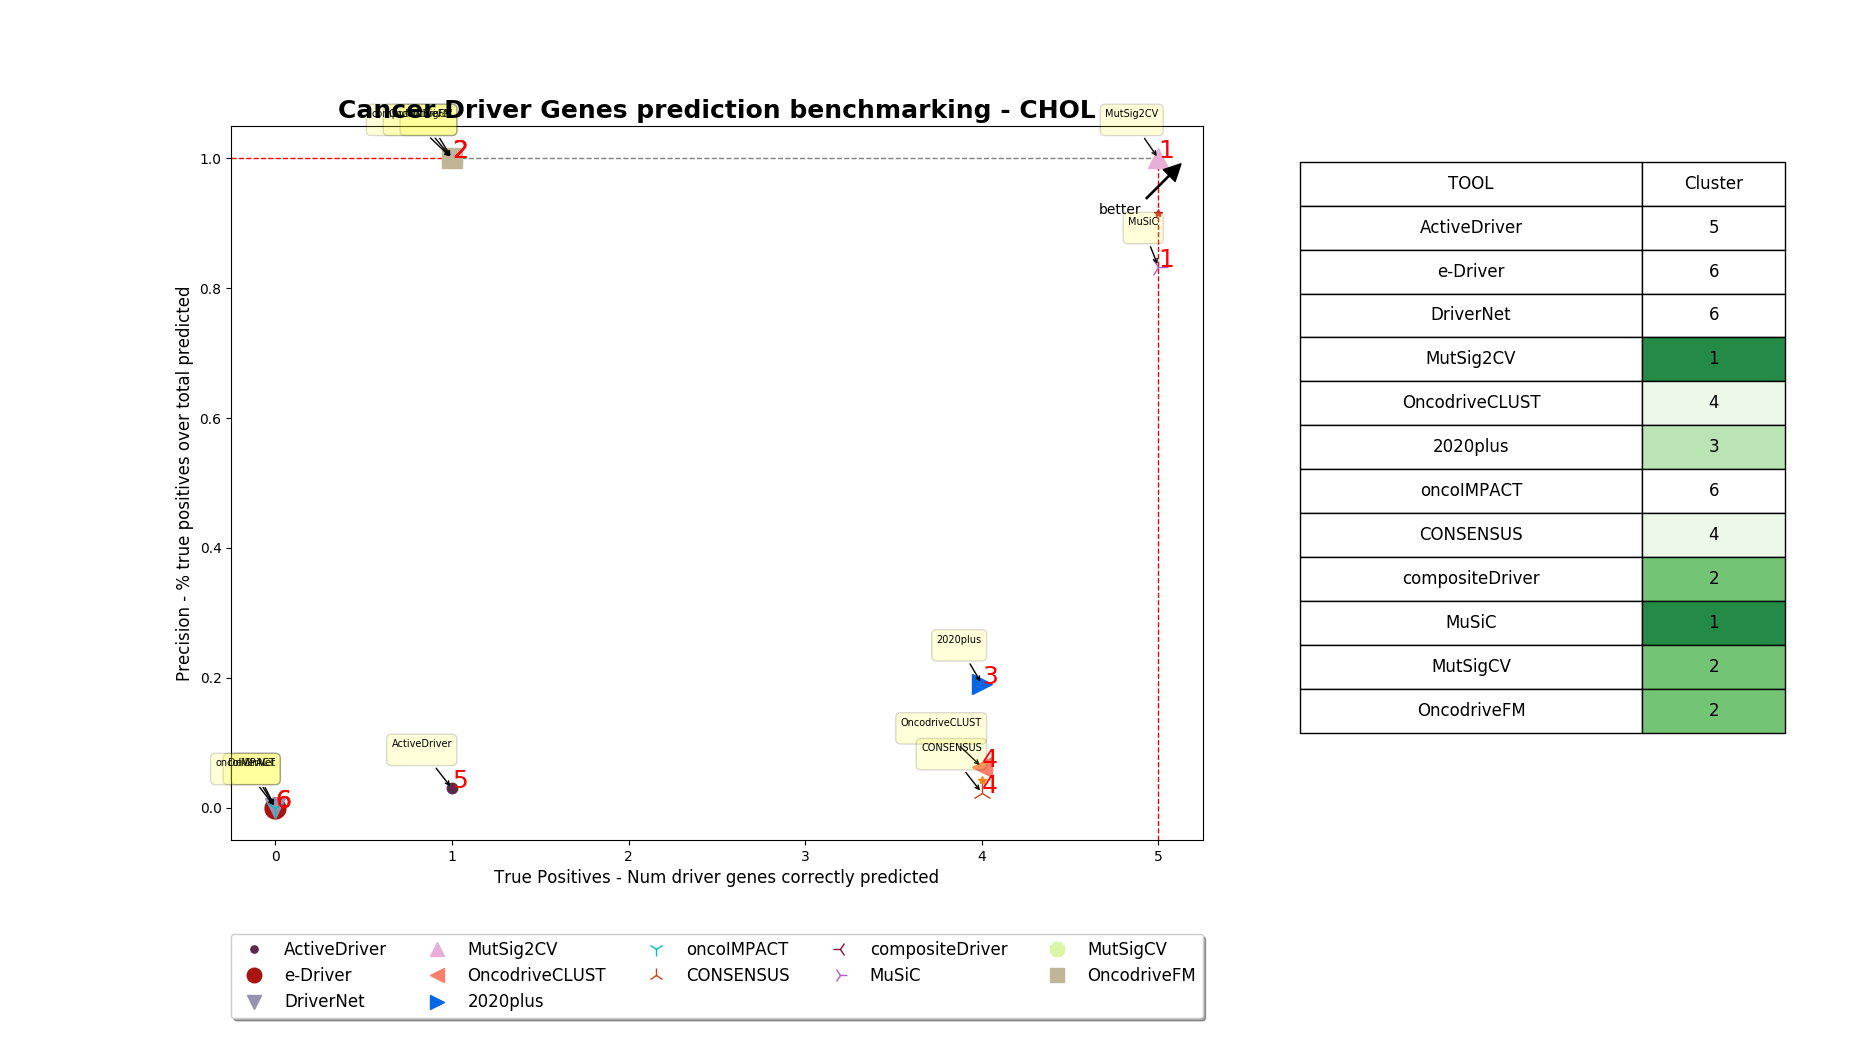 Cancer Driver Genes prediction benchmarking - CHOL
MutSig2CV
1.0
2
1
better
MuSiC
1
0.8
0.6
0.4
0.2
0.0
Precision - % true positives over total predicted
2020plus
3
OncodriveCLUST
CONSENSUS
4
4
ActiveDriver
5
oncoIMPACT
6
0 1 2 3 4 5
True Positives - Num driver genes correctly predicted
TOOL Cluster
ActiveDriver 5
e-Driver 6
DriverNet 6
MutSig2CV 1
OncodriveCLUST 4
2020plus 3
oncoIMPACT 6
CONSENSUS 4
compositeDriver 2
MuSiC 1
MutSigCV 2
OncodriveFM 2
ActiveDriver MutSig2CV oncoIMPACT compositeDriver MutSigCV
e-Driver OncodriveCLUST CONSENSUS MuSiC OncodriveFM
DriverNet 2020plus